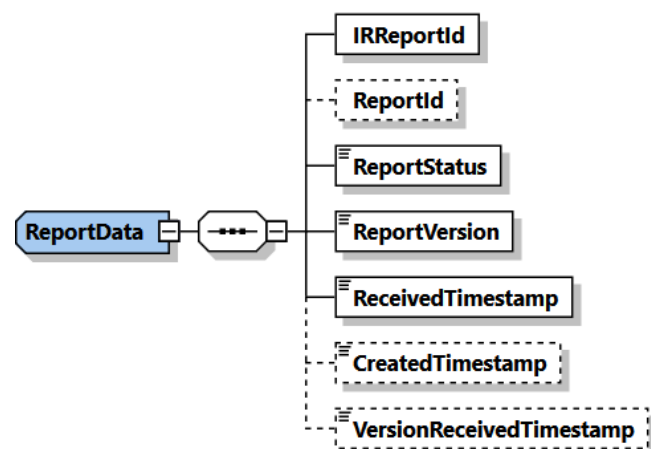 IRReportId
ReportId
ReportStatus
ReportData
ReportVersion
ReceivedTimestamp
CreatedTimestamp
VersionReceivedTimestamp